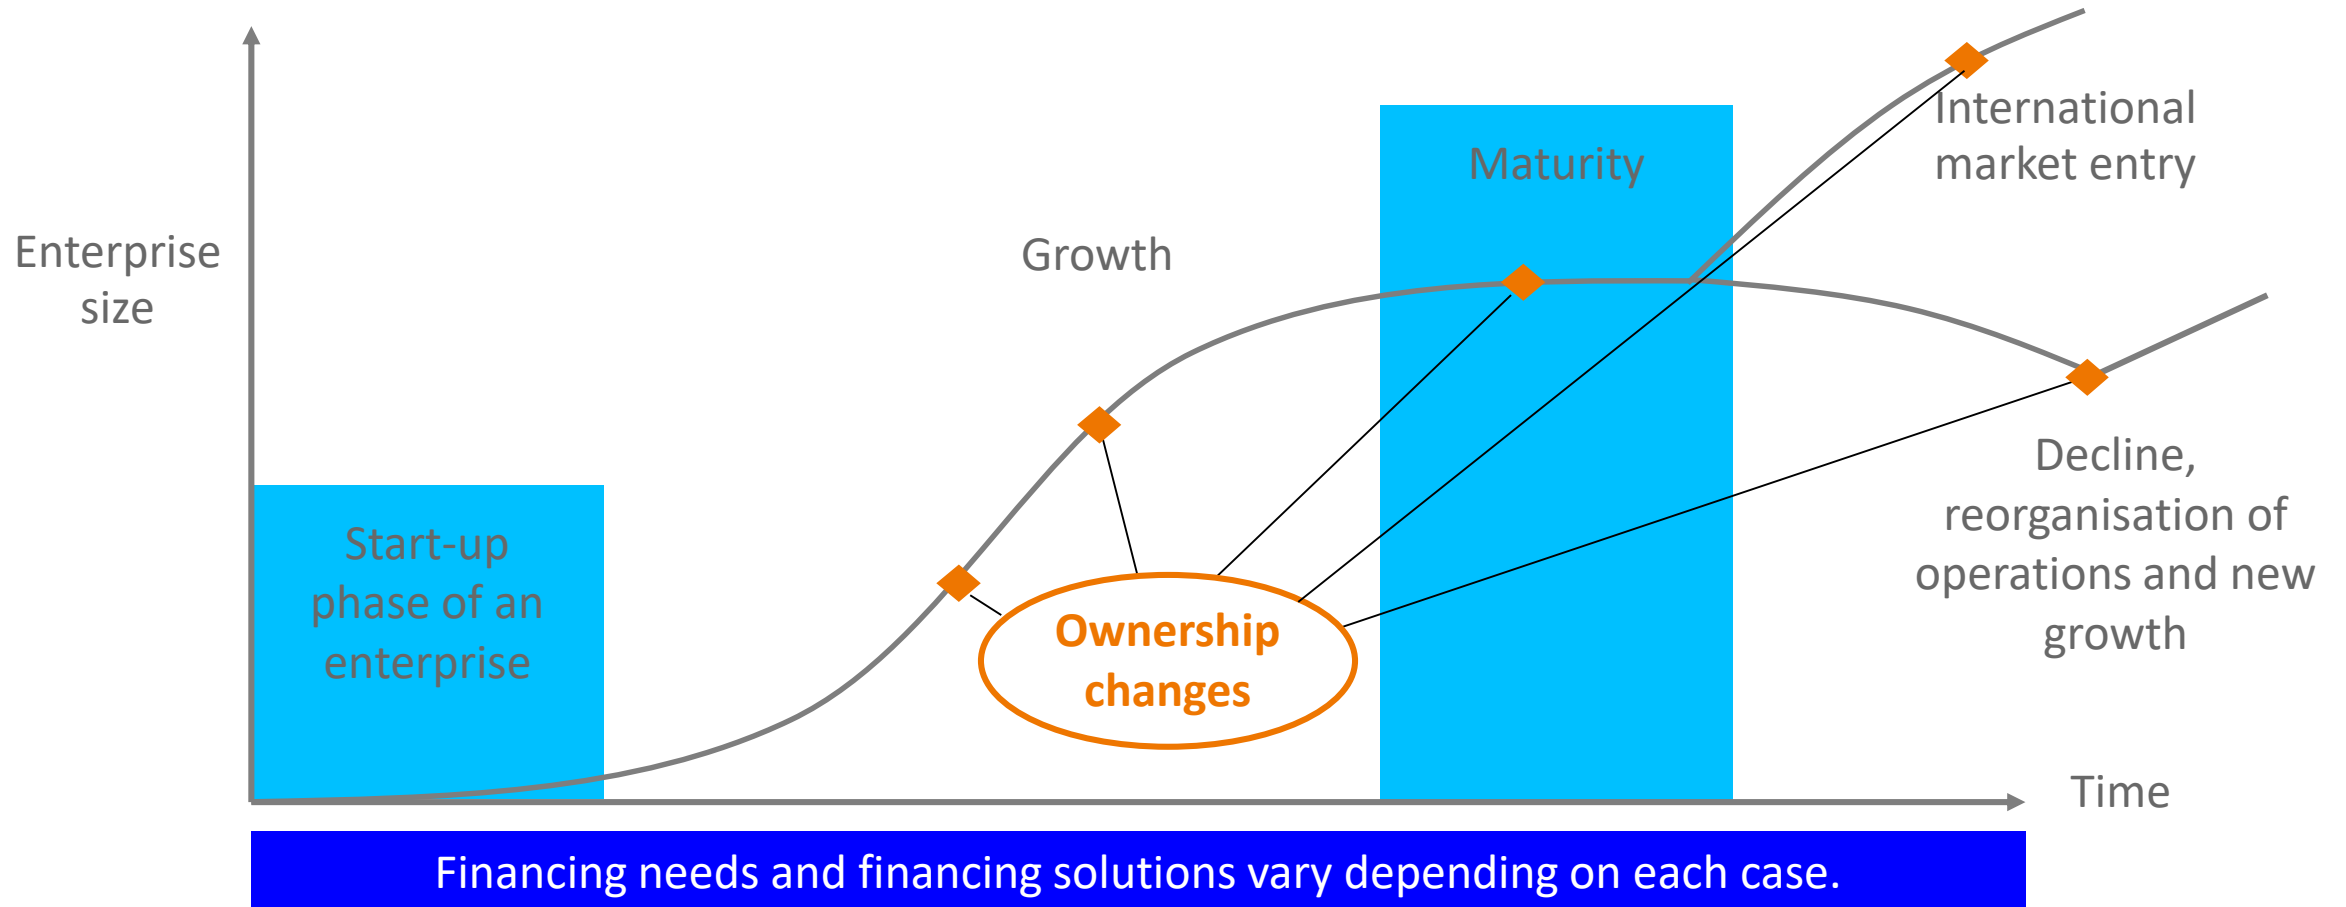 Enterprise
size
Start-up
phase of an
enterprise
Growth
Ownership
changes
Maturity
International
market entry
Decline,
reorganisation of
operations and new
growth
Time
Financing needs and financing solutions vary depending on each case.